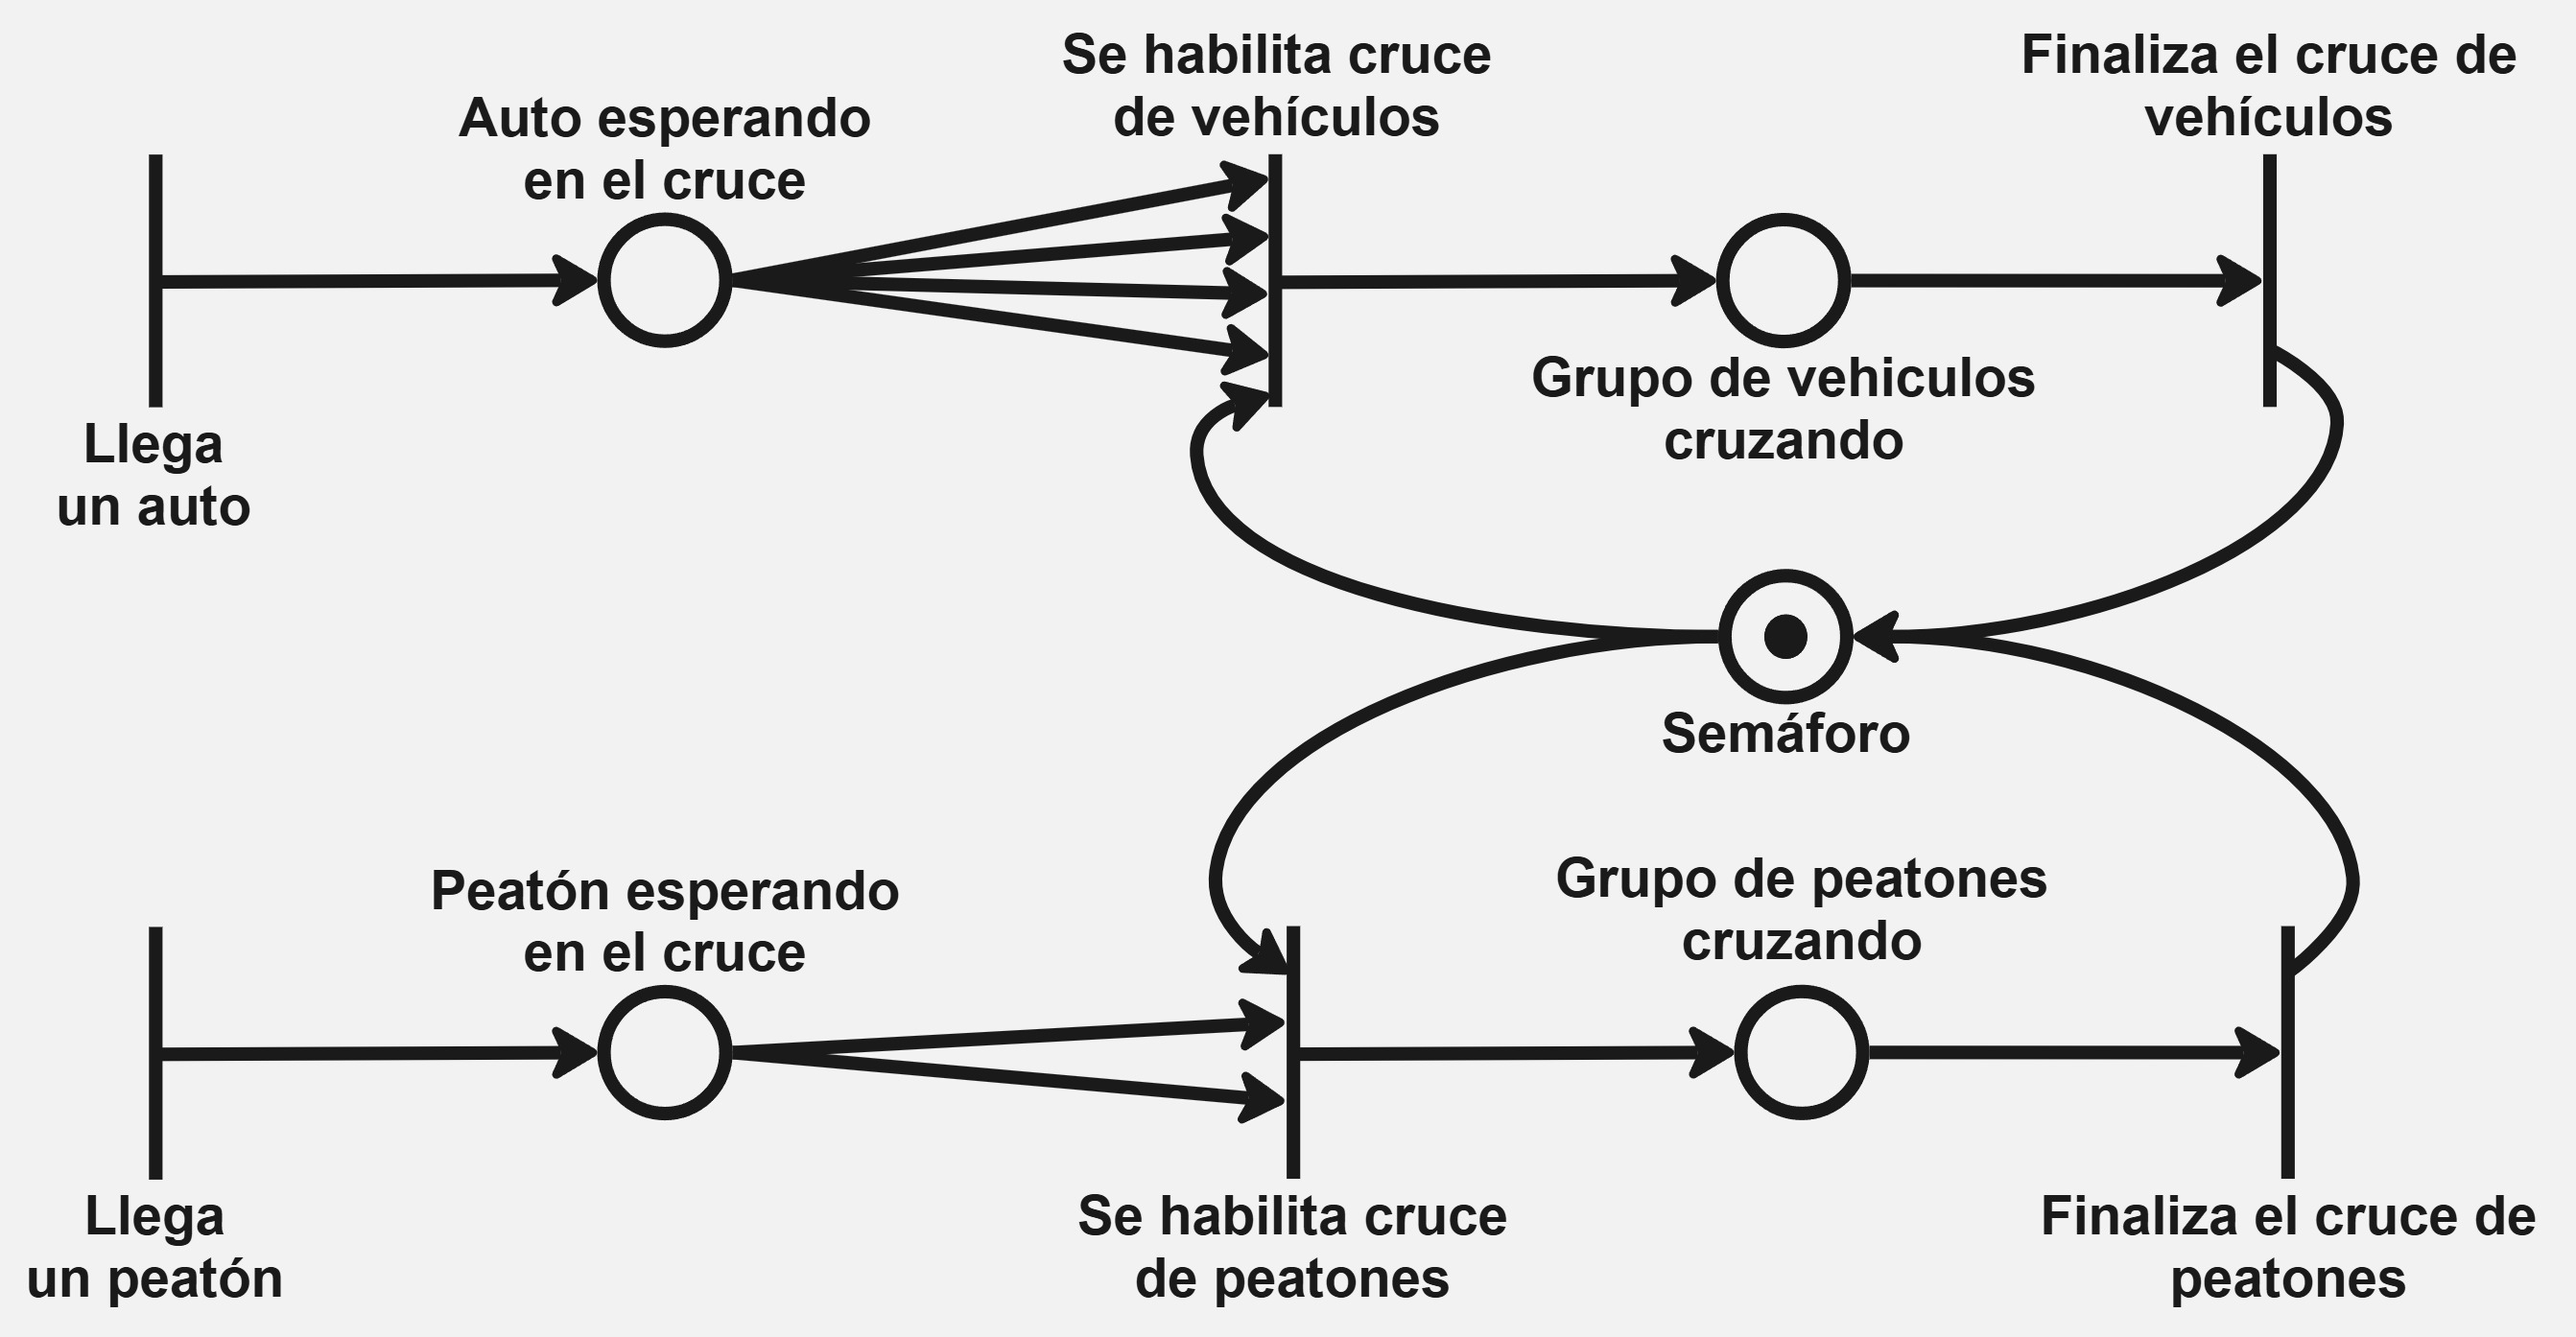 Se habilita cruce
de vehículos
Finaliza el cruce de
vehículos
Auto esperando
en el cruce
Llega
un auto
Grupo de vehiculos
cruzando
Semáforo
Peatón esperando
en el cruce
Grupo de peatones
cruzando
Llega
un peatón
Se habilita cruce
de peatones
Finaliza el cruce de
peatones